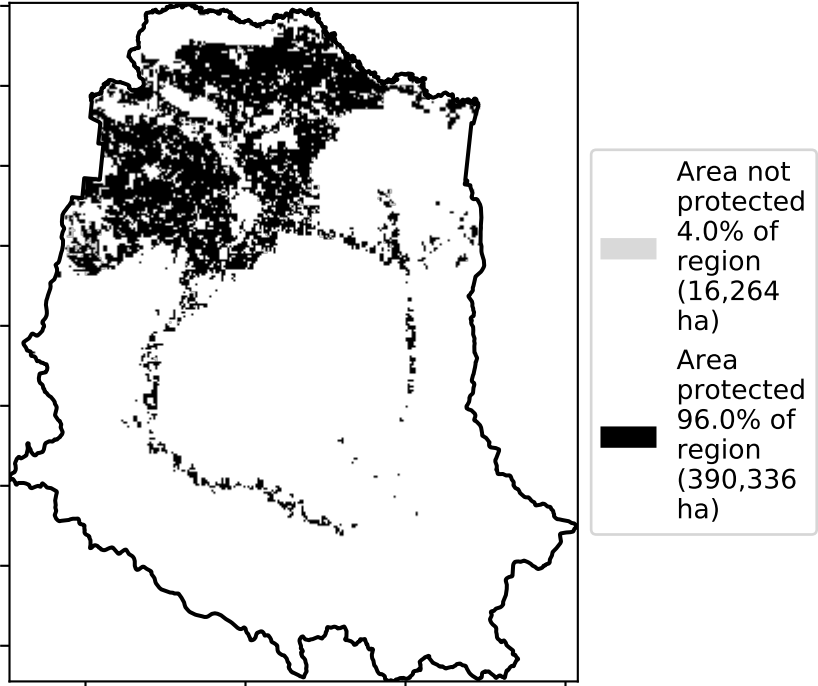 Area not
protected
4.0% of
region
(16,264
ha)
Area
protected
96.0% of
region
(390,336
ha)